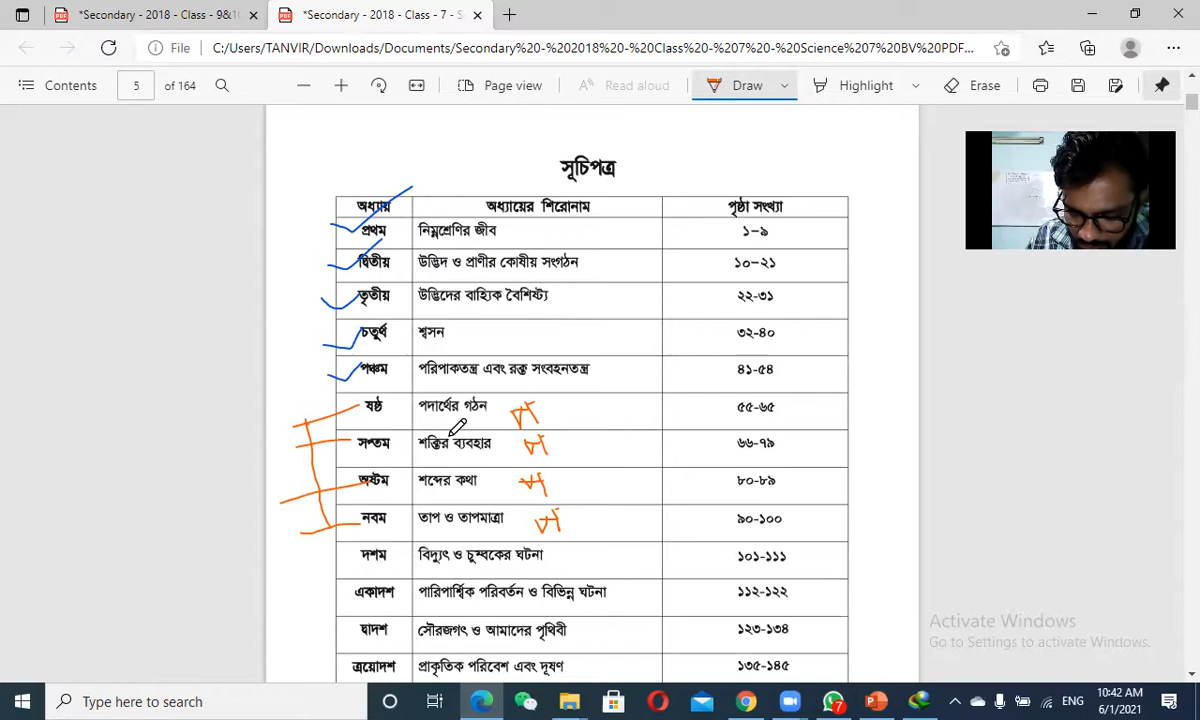 *Secondary - 2018 - Class - 9&1
*Secondary - 2018 - Class - 7 - S
File
C:/Users/TANVIR/Downloads/Documents/Secondary%20-%202018%20-%20Class%20-%207%20-%20Science%207%20BV%20PDF...
Contents
5
of 164
Page view
Read aloud
Draw
Highlight
Erase
সূচিপত্র
অধ্যায় অধ্যায়ের শিরোনাম পৃষ্ঠা সংখ্যা
প্রথম নিম্নশ্রেণির জীব ১-৯
দ্বিতীয় উদ্ভিদ ও প্রাণীর কোষীয় সংগঠন ১০-২১
তৃতীয় উদ্ভিদের বাহ্যিক বৈশিষ্ট্য ২২-৩১
চতুর্থ শ্বসন ৩২-৪০
পঞ্চম পরিপাকতন্ত্র এবং রক্ত সংবহনতন্ত্র ৪১-৫৪
ষষ্ঠ পদার্থের গঠন ৫৫-৬৫
সপ্তম শক্তির ব্যবহার ৬৬-৭৯
অষ্টম শব্দের কথা ৮০-৮৯
নবম তাপ ও তাপমাত্রা ৯০-১০০
দশম বিদ্যুৎ ও চুম্বকের ঘটনা ১০১-১১১
একাদশ পারিপার্শ্বিক পরিবর্তন ও বিভিন্ন ঘটনা ১১২-১২২
দ্বাদশ সৌরজগৎ ও আমাদের পৃথিবী ১২৩-১৩৪
ত্রয়োদশ প্রাকৃতিক পরিবেশ এবং দূষণ ১৩৫-১৪৫
Activate Windows
Go to Settings to activate Windows.
Type here to search
7
ENG
10:42 AM
6/1/2021